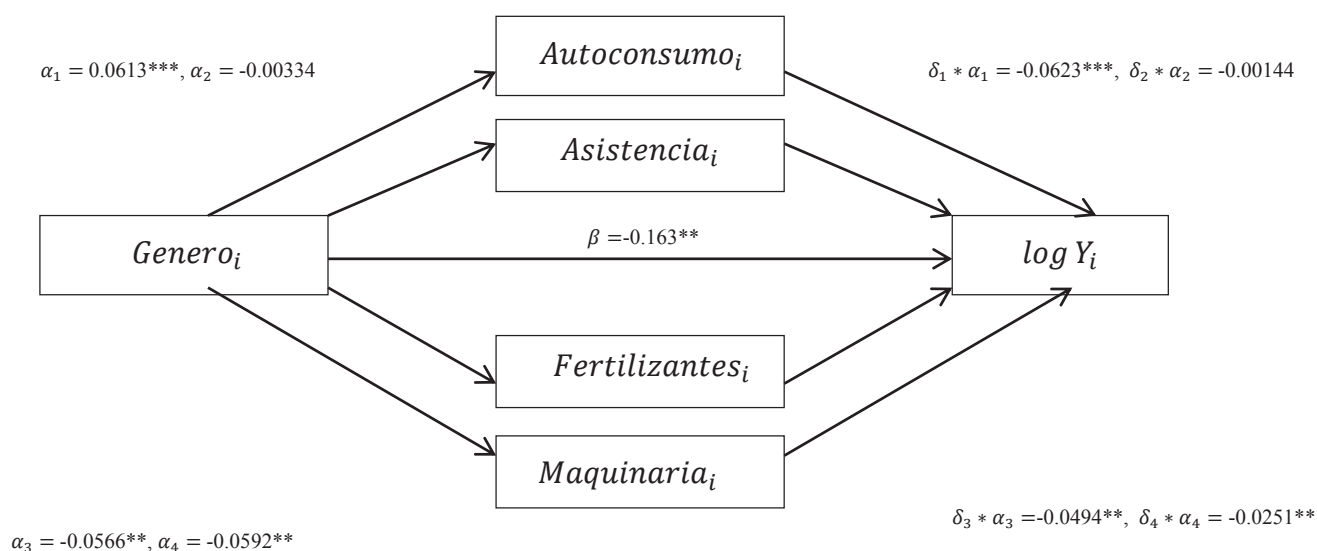 Autoconsumo_i
α₁ = 0.0613***, α₂ = -0.00334
δ₁ * α₁ = -0.0623***, δ₂ * α₂ = -0.00144
Asistencia_i
β =-0.163**
Genero_i
log Y_i
Fertilizantes_i
Maquinaria_i
δ₃ * α₃ =-0.0494**, δ₄ * α₄ = -0.0251**
α₃ = -0.0566**, α₄ = -0.0592**